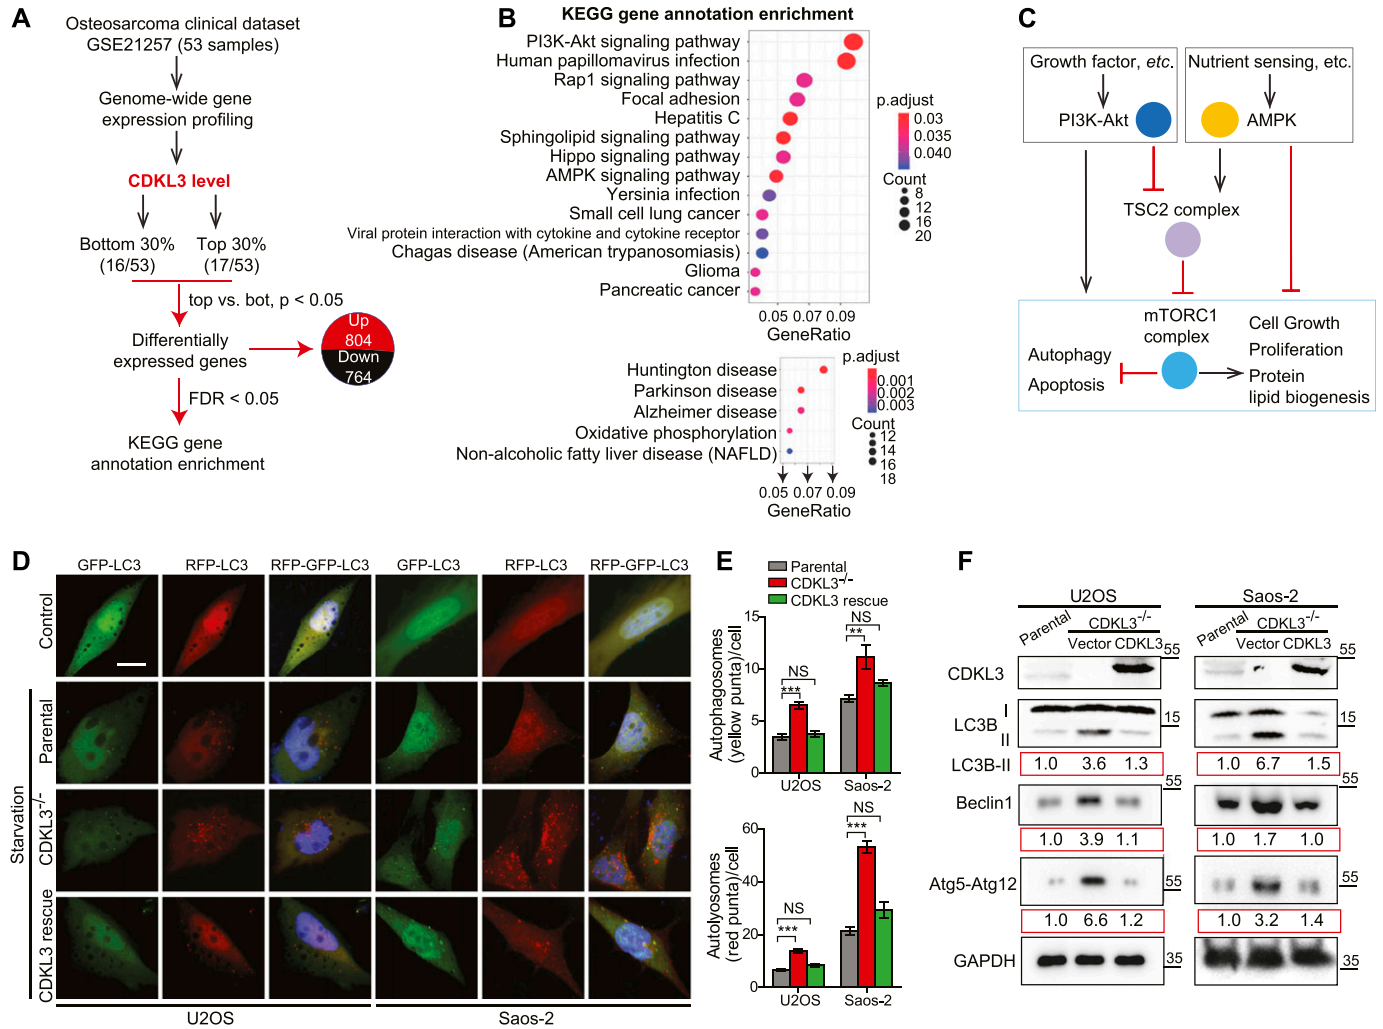 A
Osteosarcoma clinical dataset
GSE21257 (53 samples)
Genome-wide gene
expression profiling
CDKL3 level
Bottom 30%
(16/53)
Top 30%
(17/53)
top vs. bot, p < 0.05
Differentially
expressed genes
Up
804
Down
764
FDR < 0.05
KEGG gene
annotation enrichment
B
KEGG gene annotation enrichment
PI3K-Akt signaling pathway
Human papillomavirus infection
Rap1 signaling pathway
Focal adhesion
Hepatitis C
Sphingolipid signaling pathway
Hippo signaling pathway
AMPK signaling pathway
Yersinia infection
Small cell lung cancer
Viral protein interaction with cytokine and cytokine receptor
Chagas disease (American trypanosomiasis)
Glioma
Pancreatic cancer
0.05 0.07 0.09
GeneRatio
p.adjust
0.03
0.035
0.040
Count
8
12
16
20
Huntington disease
Parkinson disease
Alzheimer disease
Oxidative phosphorylation
Non-alcoholic fatty liver disease (NAFLD)
0.05 0.07 0.09
GeneRatio
p.adjust
0.001
0.002
0.003
Count
12
14
16
18
C
Growth factor, etc.
PI3K-Akt
Nutrient sensing, etc.
AMPK
TSC2 complex
mTORC1
complex
Autophagy
Apoptosis
Cell Growth
Proliferation
Protein
lipid biogenesis
D
GFP-LC3 RFP-LC3 RFP-GFP-LC3 GFP-LC3 RFP-LC3 RFP-GFP-LC3
Control
Starvation
Parental
CDKL3-/-
CDKL3 rescue
U2OS
Saos-2
E
Parental
CDKL3-/-
CDKL3 rescue
Autophagosomes
(yellow punta)/cell
15
10
5
0
NS
***
NS
**
U2OS Saos-2
Autolyosomes
(red punta)/cell
60
40
20
0
NS
***
NS
***
U2OS Saos-2
F
U2OS
Saos-2
Parental
CDKL3-/-
Vector CDKL3
Parental
CDKL3-/-
Vector CDKL3
CDKL3
55
55
LC3B
I
II
15
15
LC3B-II
1.0 3.6 1.3
1.0 6.7 1.5
Beclin1
55
55
1.0 3.9 1.1
1.0 1.7 1.0
Atg5-Atg12
55
55
1.0 6.6 1.2
1.0 3.2 1.4
GAPDH
35
35